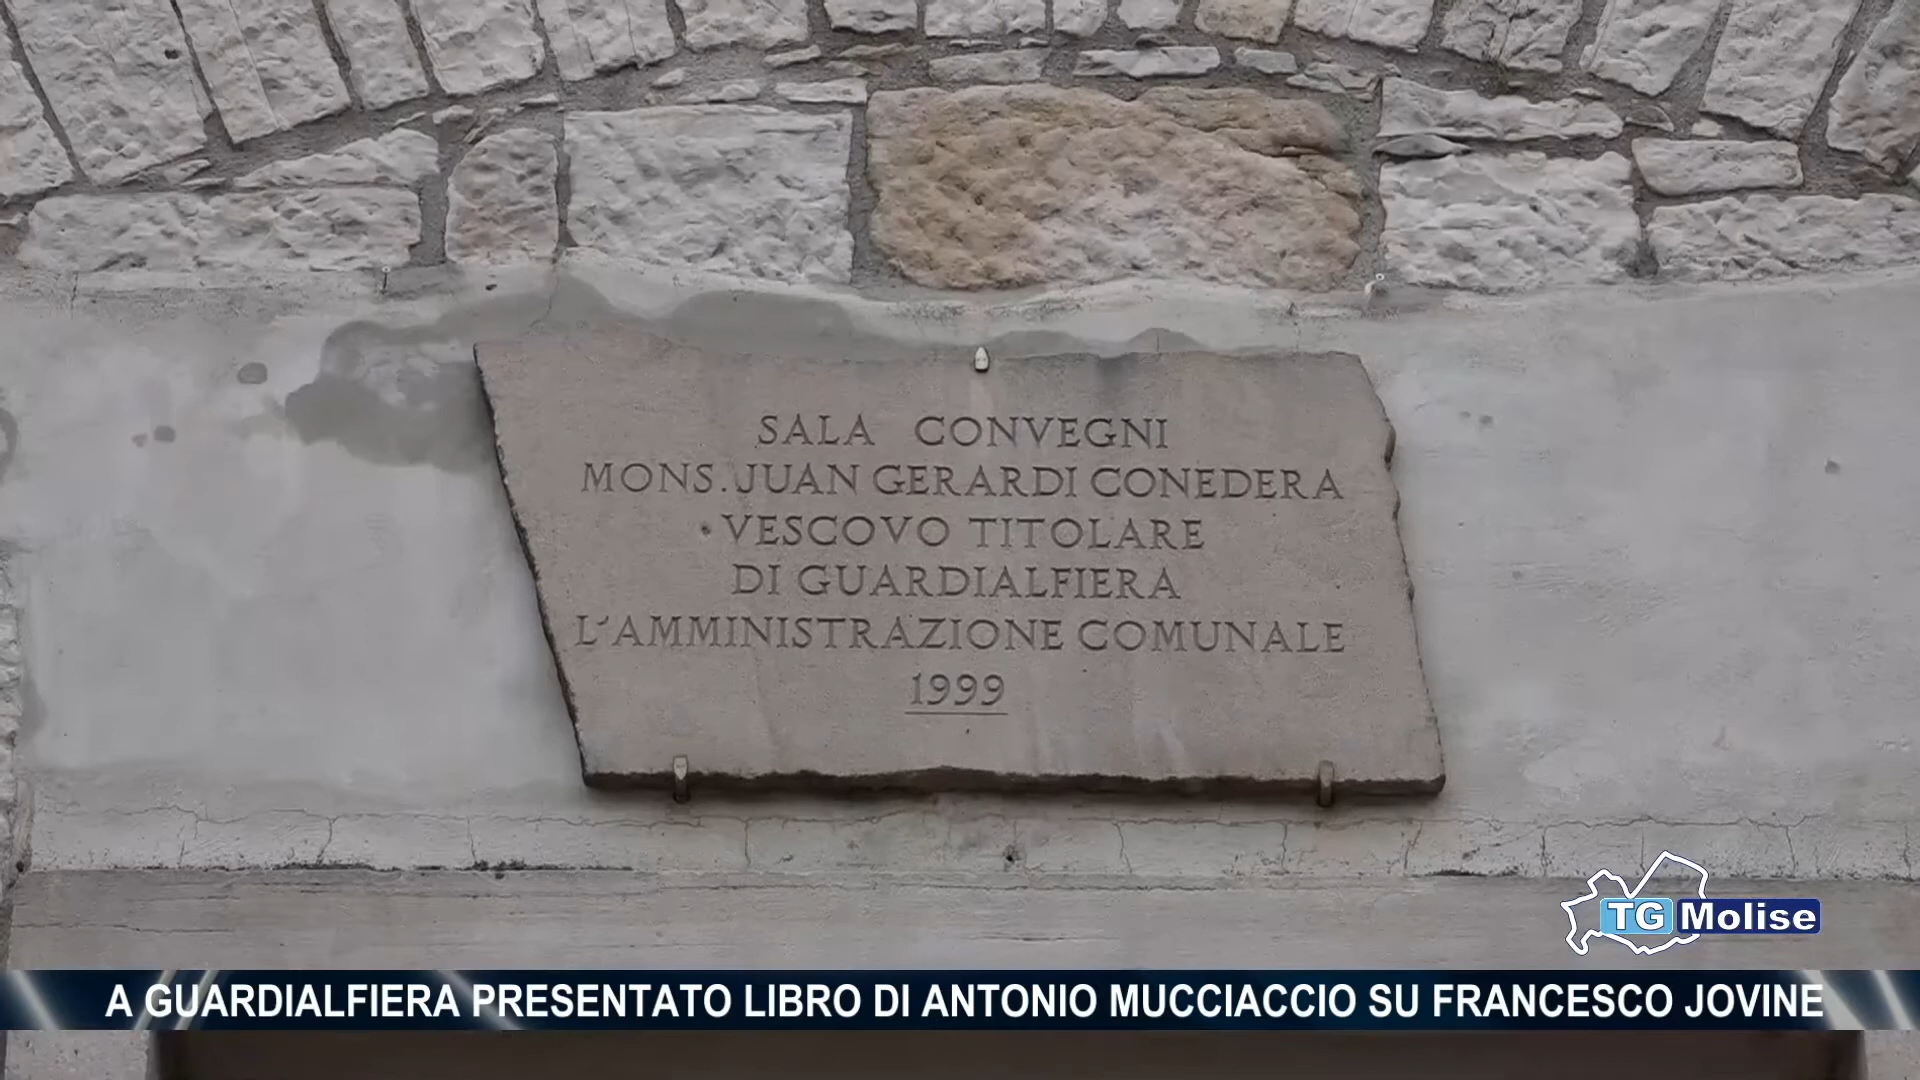 SALA CONVEGNI
MONS. JUAN GERARDI CONEDERA
• VESCOVO TITOLARE
DI GUARDIALFIERA
L'AMMINISTRAZIONE COMUNALE
1999
TG Molise
A GUARDIALFIERA PRESENTATO LIBRO DI ANTONIO MUCCIACCIO SU FRANCESCO JOVINE